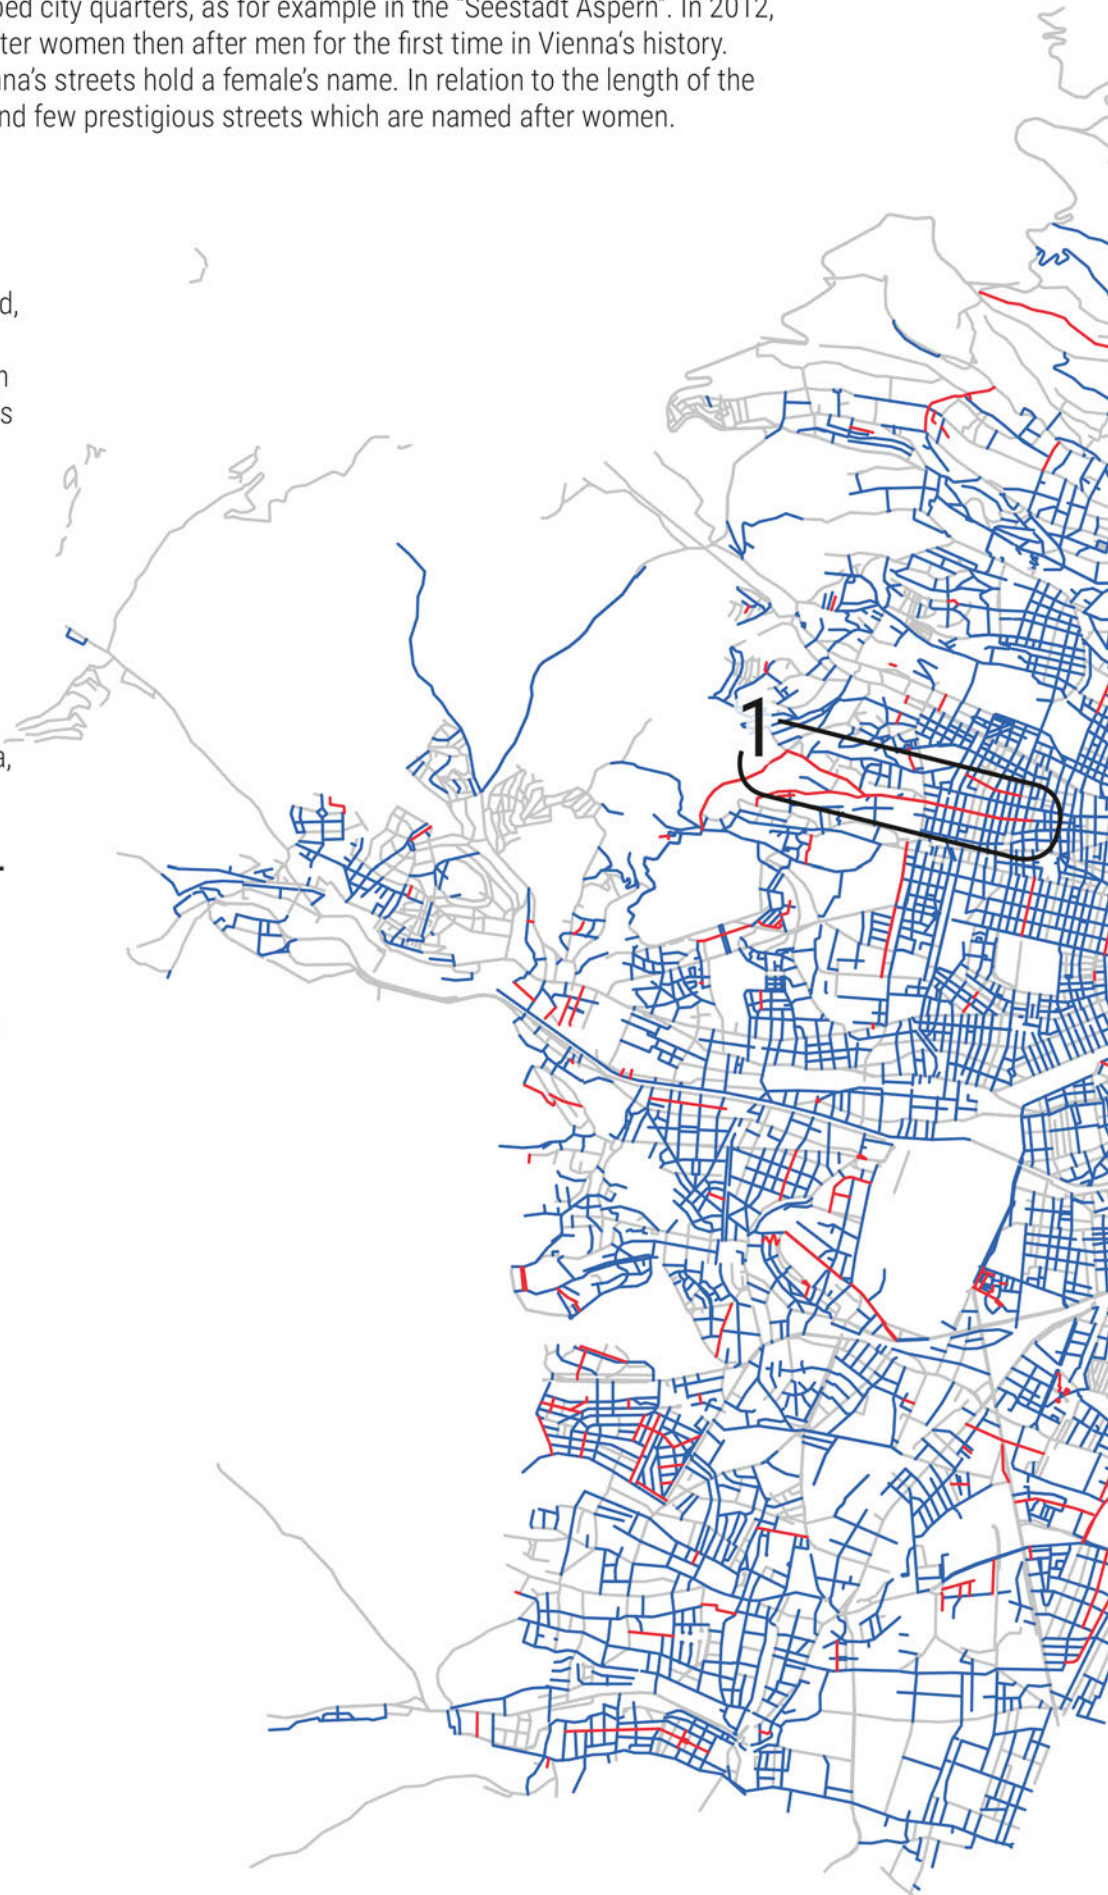 ped city quarters, as for example in the "Seestadt Aspern". In 2012,
ter women then after men for the first time in Vienna's history.
nna's streets hold a female's name. In relation to the length of the
nd few prestigious streets which are named after women.
d,
n
s
1
a,
.